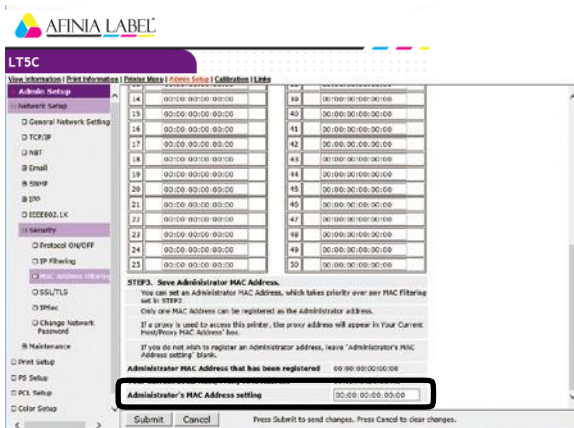 AFINIA LABEL
LT5C
View Information | Print Information | Printer Menu | Admin Setup | Calibration | Links
Admin Setup
Network Setup
General Network Setting
TCP/IP
NBT
Email
SNMP
IPP
IEEE802.1X
Security
Protocol ON/OFF
IP Filtering
MAC Address Filtering
SSL/TLS
IPSec
Change Network
Password
Maintenance
Print Setup
PS Setup
PCL Setup
Color Setup
14 00:00:00:00:00:00 39 00:00:00:00:00:00
15 00:00:00:00:00:00 40 00:00:00:00:00:00
16 00:00:00:00:00:00 41 00:00:00:00:00:00
17 00:00:00:00:00:00 42 00:00:00:00:00:00
18 00:00:00:00:00:00 43 00:00:00:00:00:00
19 00:00:00:00:00:00 44 00:00:00:00:00:00
20 00:00:00:00:00:00 45 00:00:00:00:00:00
21 00:00:00:00:00:00 46 00:00:00:00:00:00
22 00:00:00:00:00:00 47 00:00:00:00:00:00
23 00:00:00:00:00:00 48 00:00:00:00:00:00
24 00:00:00:00:00:00 49 00:00:00:00:00:00
25 00:00:00:00:00:00 50 00:00:00:00:00:00
STEP3. Save Administrator MAC Address.
You can set an Administrator MAC Address, which takes priority over any MAC Filtering
set in STEP2.
Only one MAC Address can be registered as the Administrator address.
If a proxy is used to access this printer, the proxy address will appear in Your Current
Host/Proxy MAC Address" box.
If you do not wish to register an Administrator address, leave "Administrator's MAC
Address setting" blank.
Administrator MAC Address that has been registered 00:00:00:00:00:00
Administrator's MAC Address setting 00:00:00:00:00:00
Submit Cancel Press Submit to send changes. Press Cancel to clear changes.